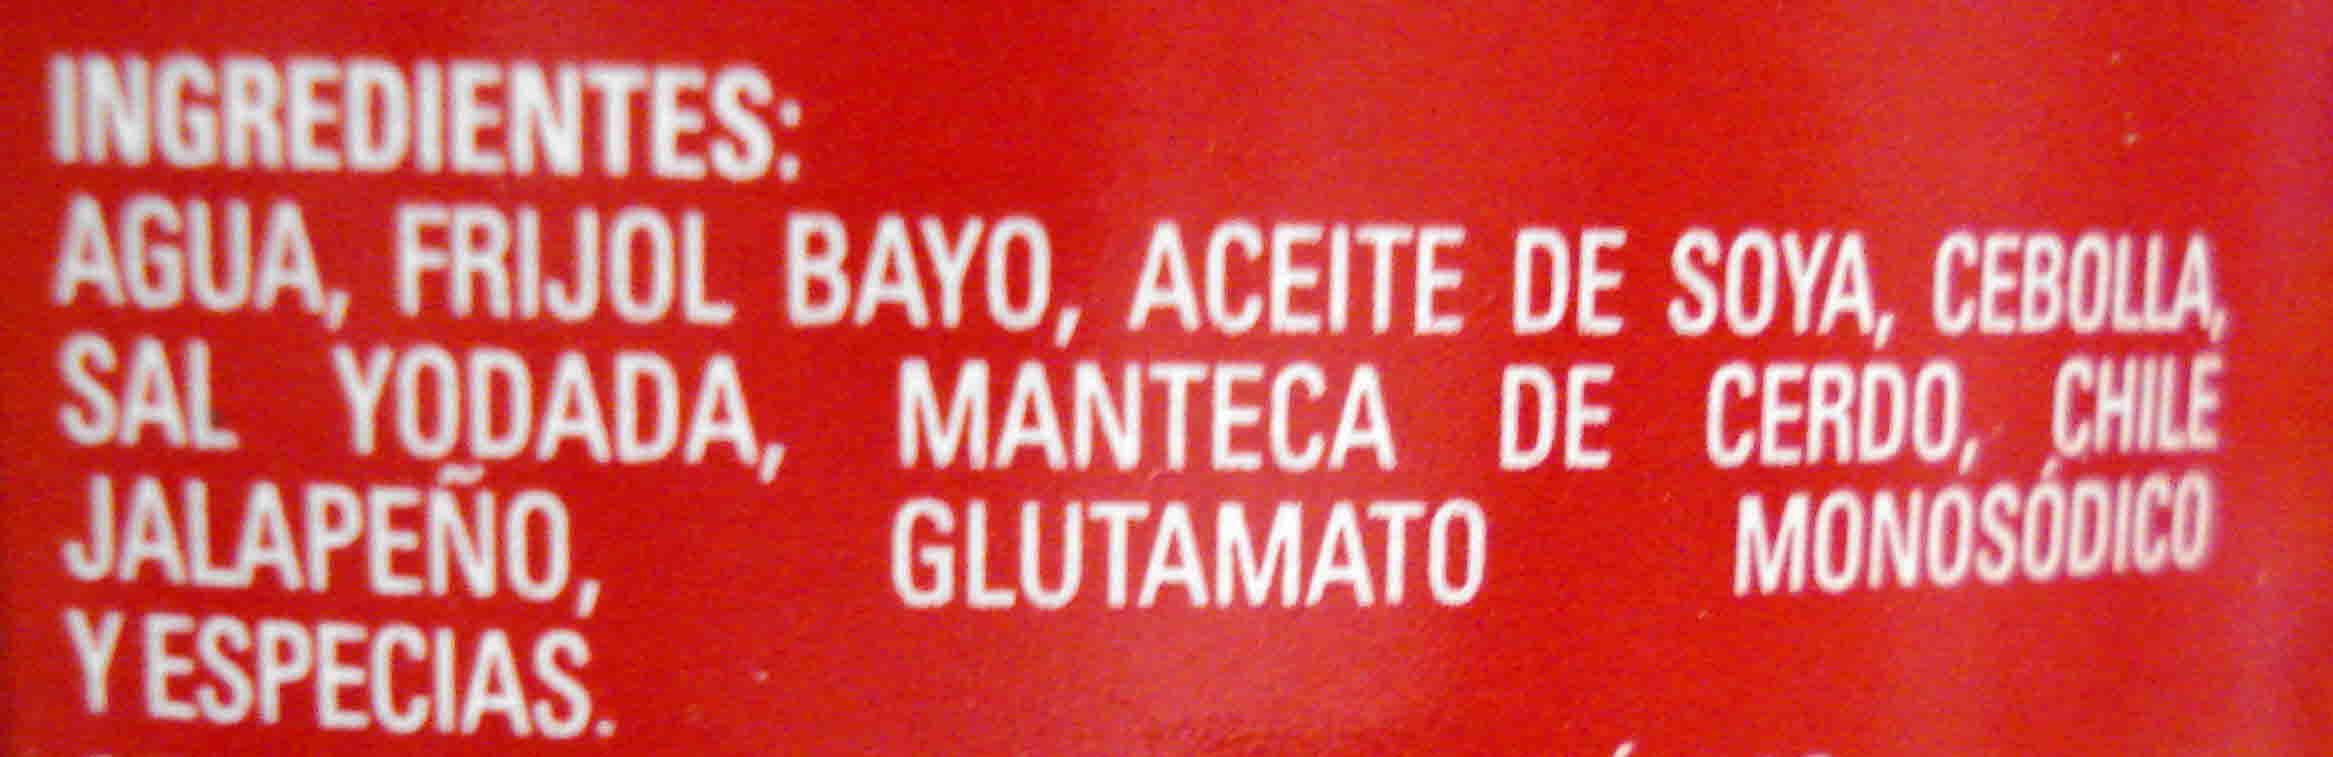 INGREDIENTES:
AGUA, FRIJOL BAYO, ACEITE DE SOYA, CEBOLLA,
SAL YODADA, MANTECA DE CERDO, CHILE
JALAPEÑO, GLUTAMATO MONOSÓDICO
Y ESPECIAS.